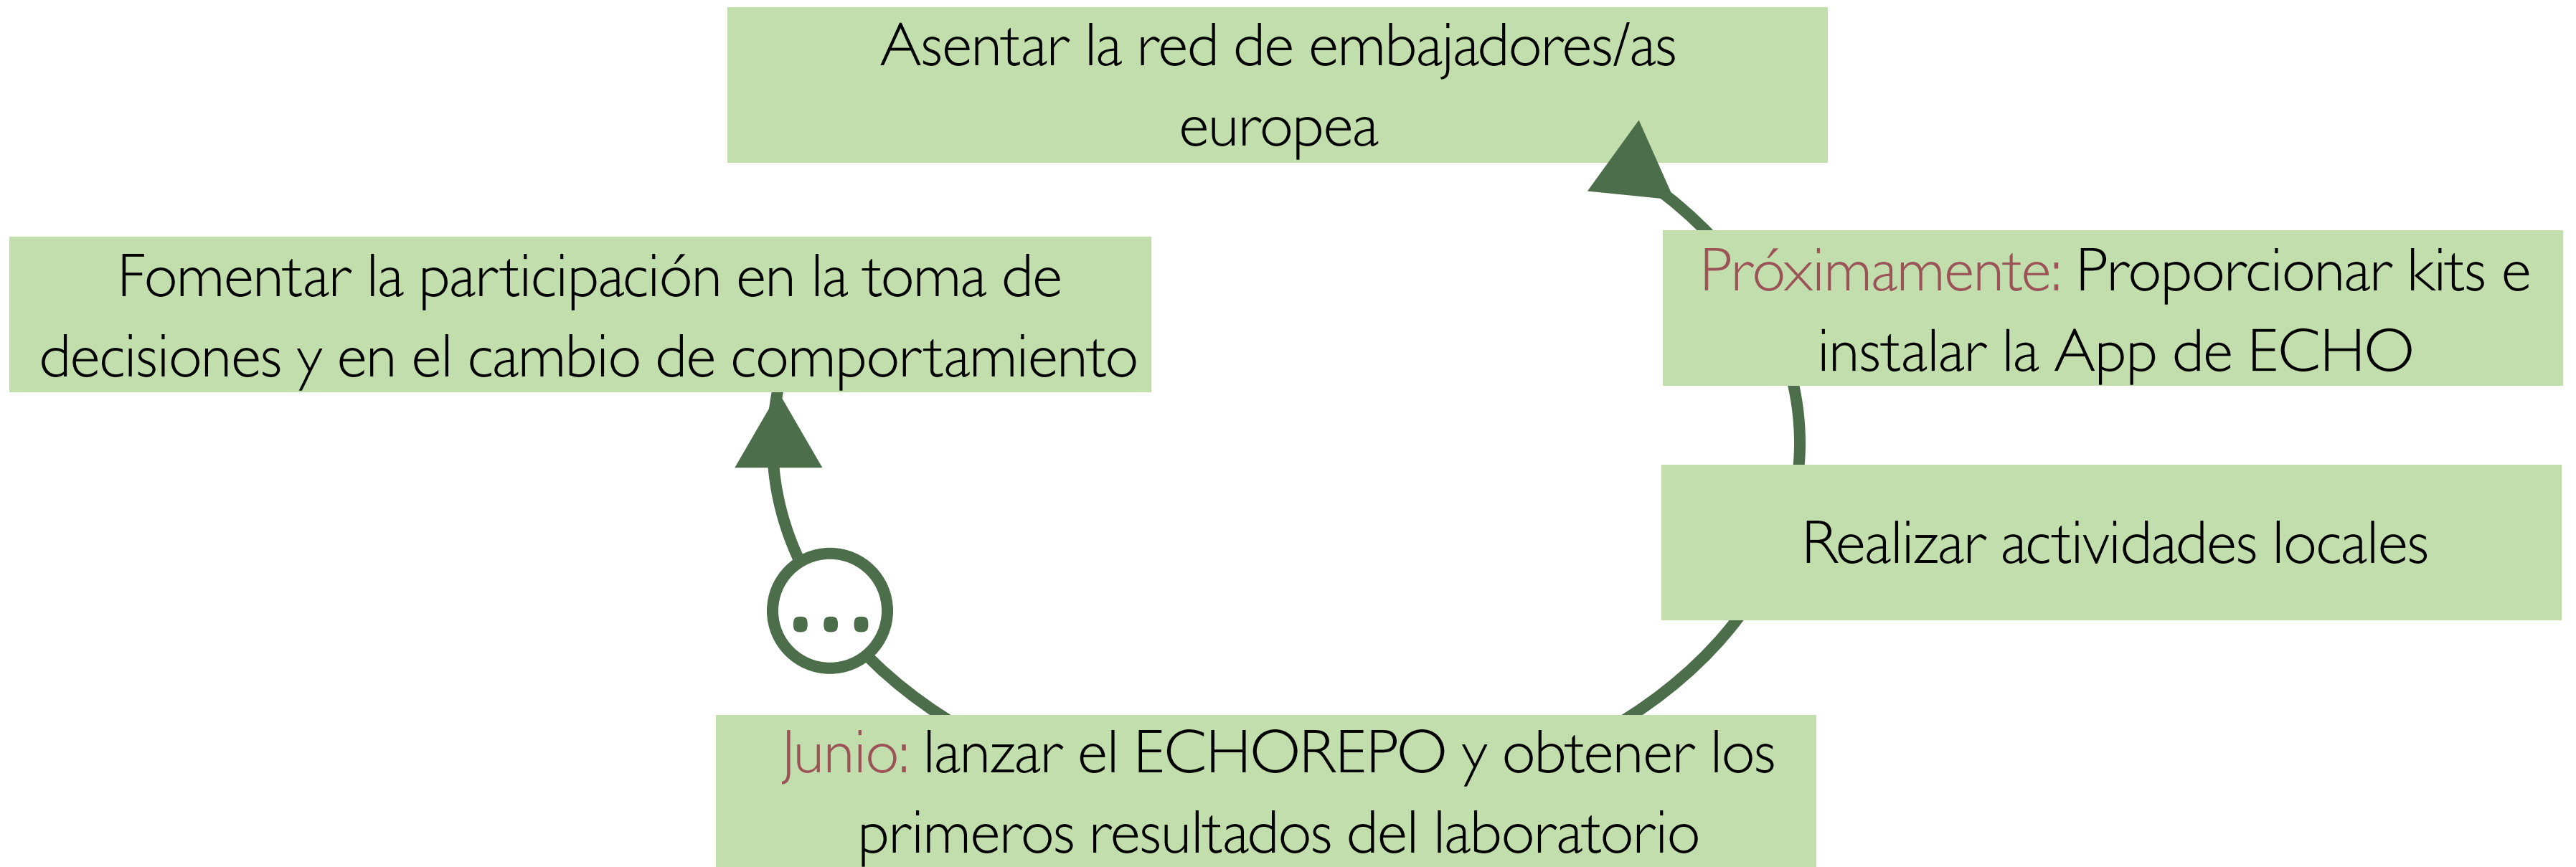 Asentar la red de embajadores/as
europea
Próximamente: Proporcionar kits e
instalar la App de ECHO
Realizar actividades locales
Junio: lanzar el ECHOREPO y obtener los
primeros resultados del laboratorio
...
Fomentar la participación en la toma de
decisiones y en el cambio de comportamiento